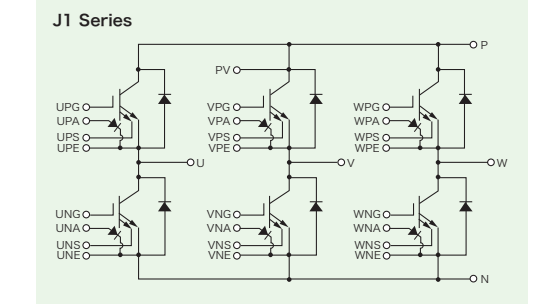 J1 Series
P
PV
UPG VPG WPG
UPA VPA WPA
UPS VPS WPS
UPE VPE WPE
U V W
UNG VNG WNG
UNA VNA WNA
UNS VNS WNS
UNE VNE WNE
N